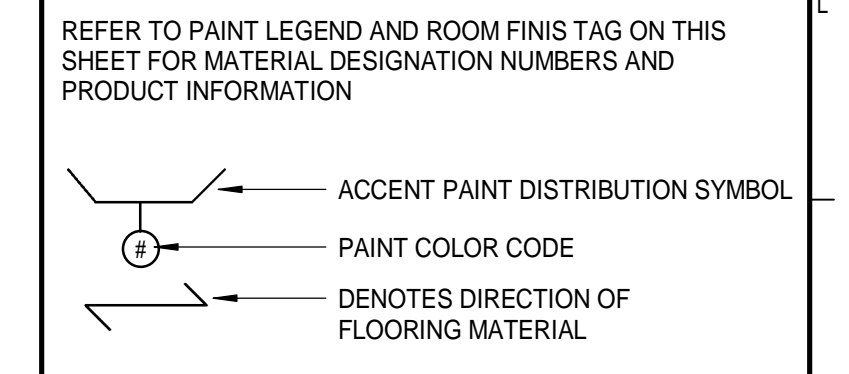 REFER TO PAINT LEGEND AND ROOM FINIS TAG ON THIS
SHEET FOR MATERIAL DESIGNATION NUMBERS AND
PRODUCT INFORMATION
ACCENT PAINT DISTRIBUTION SYMBOL
# PAINT COLOR CODE
DENOTES DIRECTION OF
FLOORING MATERIAL